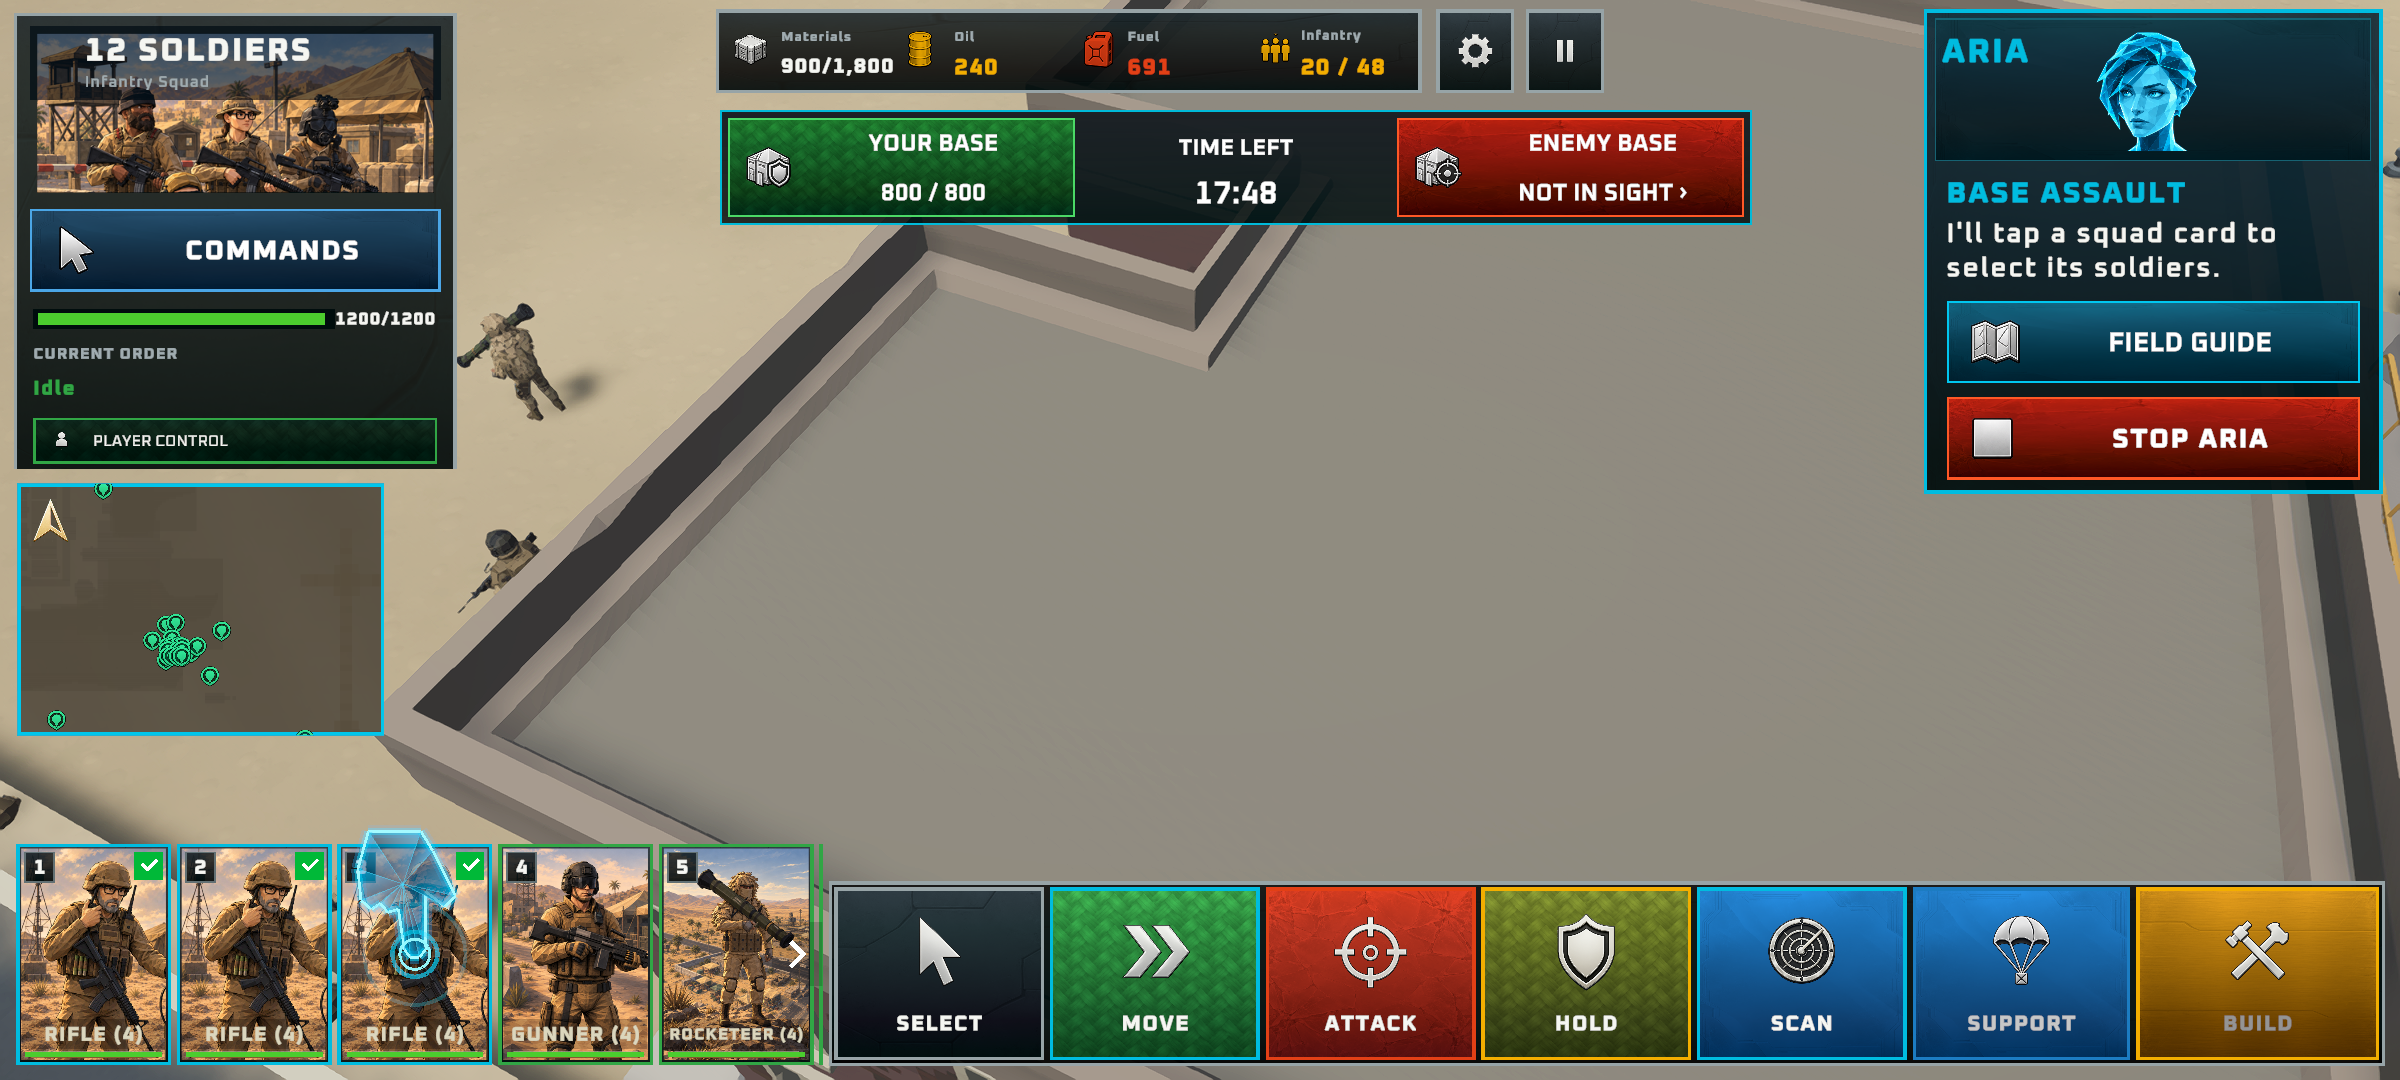 12 SOLDIERS
Infantry Squad
COMMANDS
1200/1200
CURRENT ORDER
Idle
PLAYER CONTROL
Materials
900/1,800
Oil
240
Fuel
691
Infantry
20 / 48
YOUR BASE
800 / 800
TIME LEFT
17:48
ENEMY BASE
NOT IN SIGHT ›
ARIA
BASE ASSAULT
I'll tap a squad card to
select its soldiers.
FIELD GUIDE
STOP ARIA
1
RIFLE (4)
2
RIFLE (4)
RIFLE (4)
4
GUNNER (4)
5
ROCKETEER (4)
SELECT
MOVE
ATTACK
HOLD
SCAN
SUPPORT
BUILD